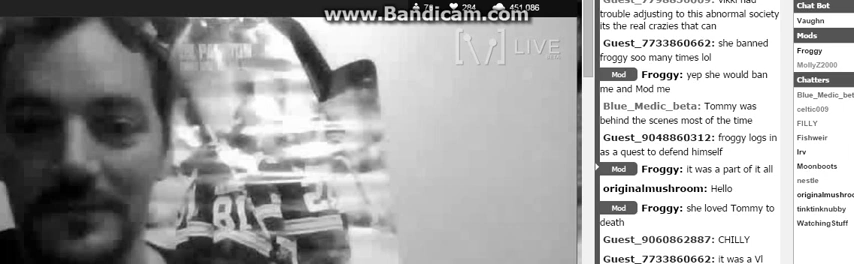 www.Bandicam.com
284
451,086
LIVE
trouble adjusting to this abnormal society
its the real crazies that can
Guest_7733860662: she banned
froggy soo many times lol
Mod Froggy: yep she would ban
me and Mod me
Blue_Medic_beta: Tommy was
behind the scenes most of the time
Guest_9048860312: froggy logs in
as a quest to defend himself
Mod Froggy: it was a part of it all
originalmushroom: Hello
Mod Froggy: she loved Tommy to
death
Guest_9060862887: CHILLY
Guest_7733860662: it was a Vl
Chat Bot
Vaughn
Mods
Froggy
MollyZ2000
Chatters
Blue_Medic_bet
celtic009
FILLY
Fishweir
Irv
Moonboots
nestle
originalmushroo
tinktinknubby
WatchingStuff